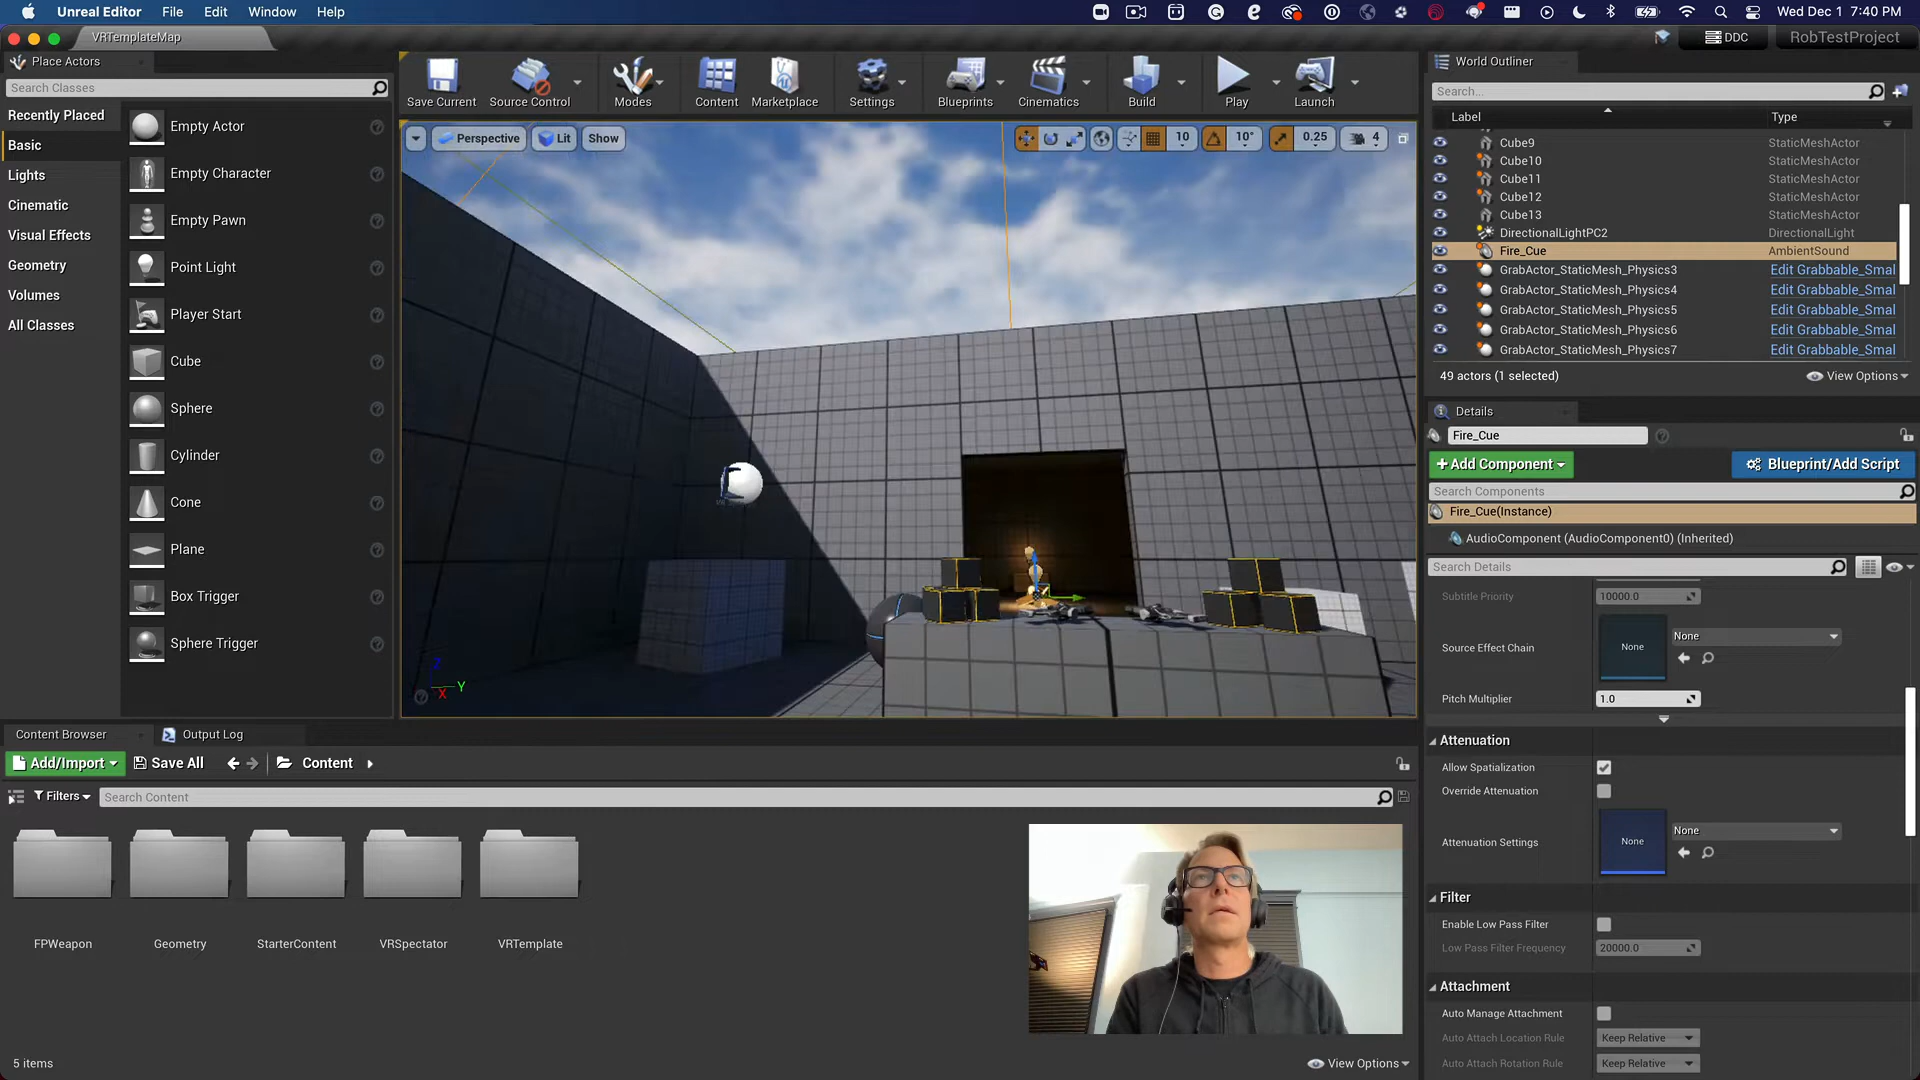 Unreal Editor File Edit Window Help
Wed Dec 1 7:40 PM
VRTemplateMap
DDC
RobTestProject
Place Actors
Search Classes
Recently Placed
Basic
Lights
Cinematic
Visual Effects
Geometry
Volumes
All Classes
Empty Actor
Empty Character
Empty Pawn
Point Light
Player Start
Cube
Sphere
Cylinder
Cone
Plane
Box Trigger
Sphere Trigger
Save Current
Source Control
Modes
Content
Marketplace
Settings
Blueprints
Cinematics
Build
Play
Launch
Perspective Lit Show
10 10° 0.25 4
Z
X
Y
World Outliner
Search...
Label Type
Cube9 StaticMeshActor
Cube10 StaticMeshActor
Cube11 StaticMeshActor
Cube12 StaticMeshActor
Cube13 StaticMeshActor
DirectionalLightPC2 DirectionalLight
Fire_Cue AmbientSound
GrabActor_StaticMesh_Physics3 Edit Grabbable_Smal
GrabActor_StaticMesh_Physics4 Edit Grabbable_Smal
GrabActor_StaticMesh_Physics5 Edit Grabbable_Smal
GrabActor_StaticMesh_Physics6 Edit Grabbable_Smal
GrabActor_StaticMesh_Physics7 Edit Grabbable_Smal
49 actors (1 selected)
View Options
Details
Fire_Cue
+Add Component
Blueprint/Add Script
Search Components
Fire_Cue(Instance)
AudioComponent (AudioComponent0) (Inherited)
Search Details
Subtitle Priority 10000.0
Source Effect Chain None None
Pitch Multiplier 1.0
Attenuation
Allow Spatialization
Override Attenuation
Attenuation Settings None None
Filter
Enable Low Pass Filter
Low Pass Filter Frequency 20000.0
Attachment
Auto Manage Attachment
Auto Attach Location Rule Keep Relative
Auto Attach Rotation Rule Keep Relative
Content Browser
Output Log
Add/Import
Save All
Content
Filters
Search Content
FPWeapon
Geometry
StarterContent
VRSpectator
VRTemplate
5 items
View Options